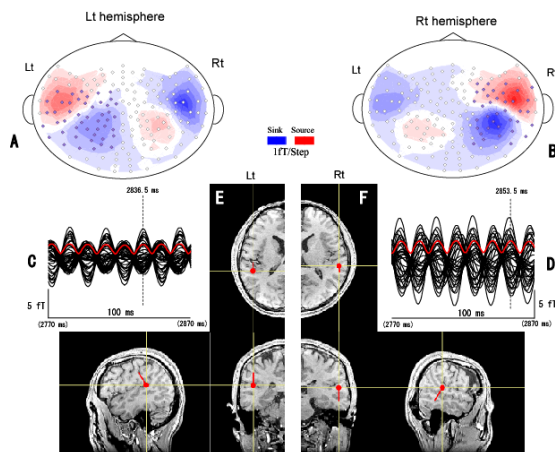 Lt hemisphere
Rt hemisphere
Lt
Rt
Lt
Rt
A
Sink Source
1fT/Step
B
2836.5 ms
Lt
Rt
2853.5 ms
E
F
C
D
5 fT
100 ms
(2770 ms) (2870 ms)
100 ms
5 fT
(2770 ms) (2870 ms)